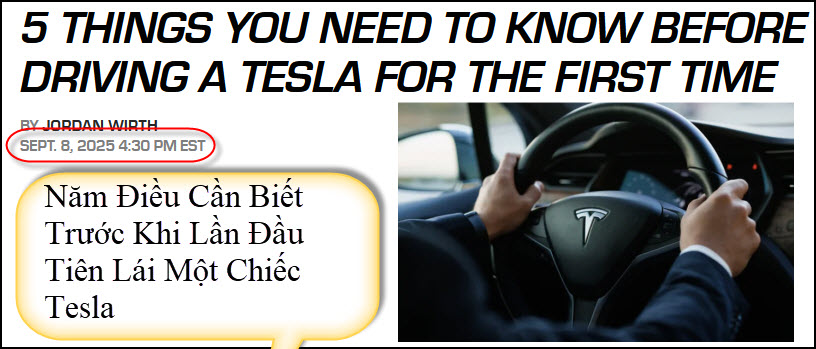 5 THINGS YOU NEED TO KNOW BEFORE
DRIVING A TESLA FOR THE FIRST TIME
BY JORDAN WIRTH
SEPT. 8, 2025 4:30 PM EST
Năm Điều Cần Biết
Trước Khi Lần Đầu
Tiên Lái Một Chiếc
Tesla